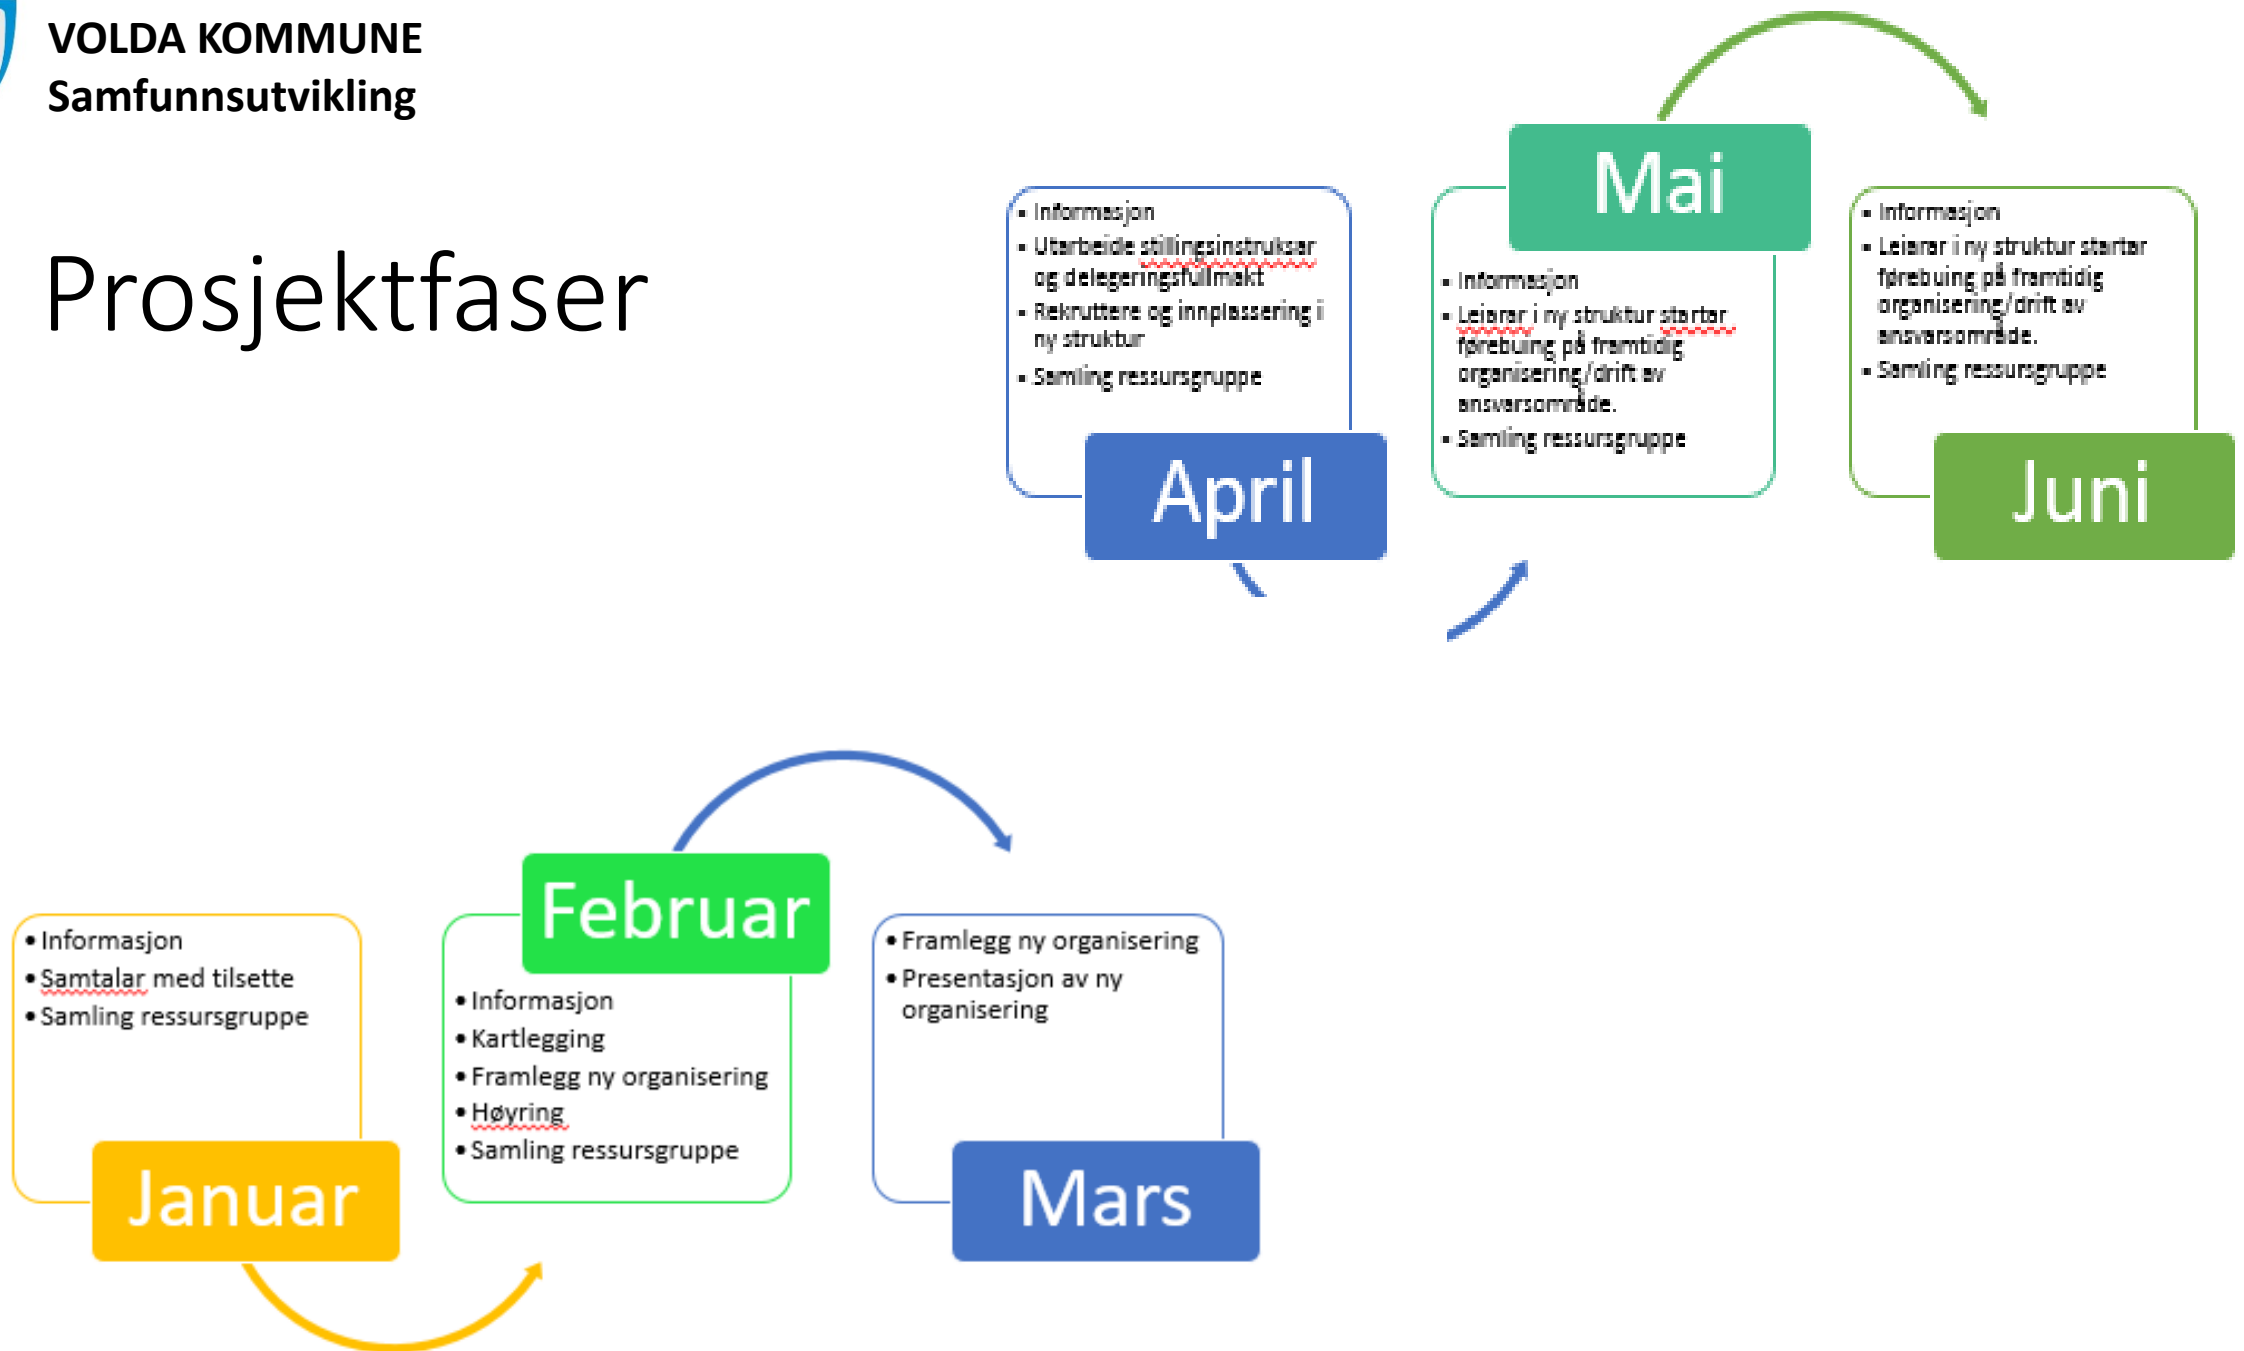 VOLDA KOMMUNE
Samfunnsutvikling
Prosjektfaser
• Informasjon
• Samtalar med tilsette
• Samling ressursgruppe
Januar
Februar
• Informasjon
• Kartlegging
• Framlegg ny organisering
• Høyring
• Samling ressursgruppe
• Framlegg ny organisering
• Presentasjon av ny
organisering
Mars
▪ Informasjon
▪ Utarbeide stillingsinstruksar
og delegeringsfullmakt
▪ Rekruttere og innplassering i
ny struktur
▪ Samling ressursgruppe
April
Mai
▪ Informasjon
▪ Leiarar i ny struktur startar
førebuing på framtidig
organisering/drift av
ansvarsområde.
▪ Samling ressursgruppe
▪ Informasjon
▪ Leiarar i ny struktur startar
førebuing på framtidig
organisering/drift av
ansvarsområde.
▪ Samling ressursgruppe
Juni